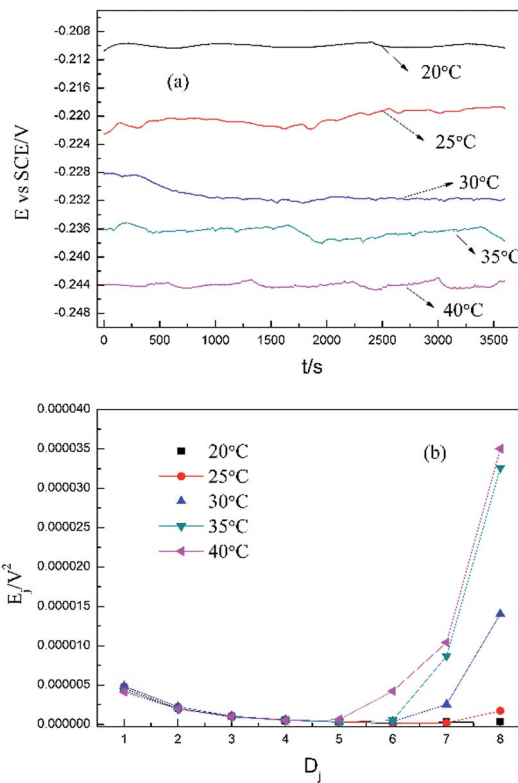 -0.208
-0.212
-0.216
-0.220
-0.224
-0.228
-0.232
-0.236
-0.240
-0.244
-0.248
E vs SCE/V
(a)
20°C
25°C
30°C
35°C
40°C
0 500 1000 1500 2000 2500 3000 3500
t/s
0.000040
0.000035
0.000030
0.000025
0.000020
0.000015
0.000010
0.000005
0.000000
Ej/V²
(b)
20°C
25°C
30°C
35°C
40°C
1 2 3 4 5 6 7 8
Dj